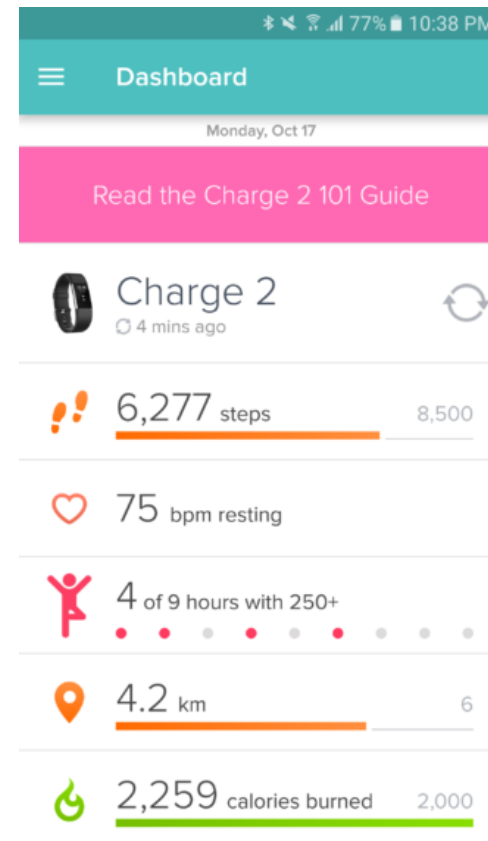 77% 10:38 PM
Dashboard
Monday, Oct 17
Read the Charge 2 101 Guide
Charge 2
4 mins ago
6,277 steps 8,500
75 bpm resting
4 of 9 hours with 250+
4.2 km 6
2,259 calories burned 2,000